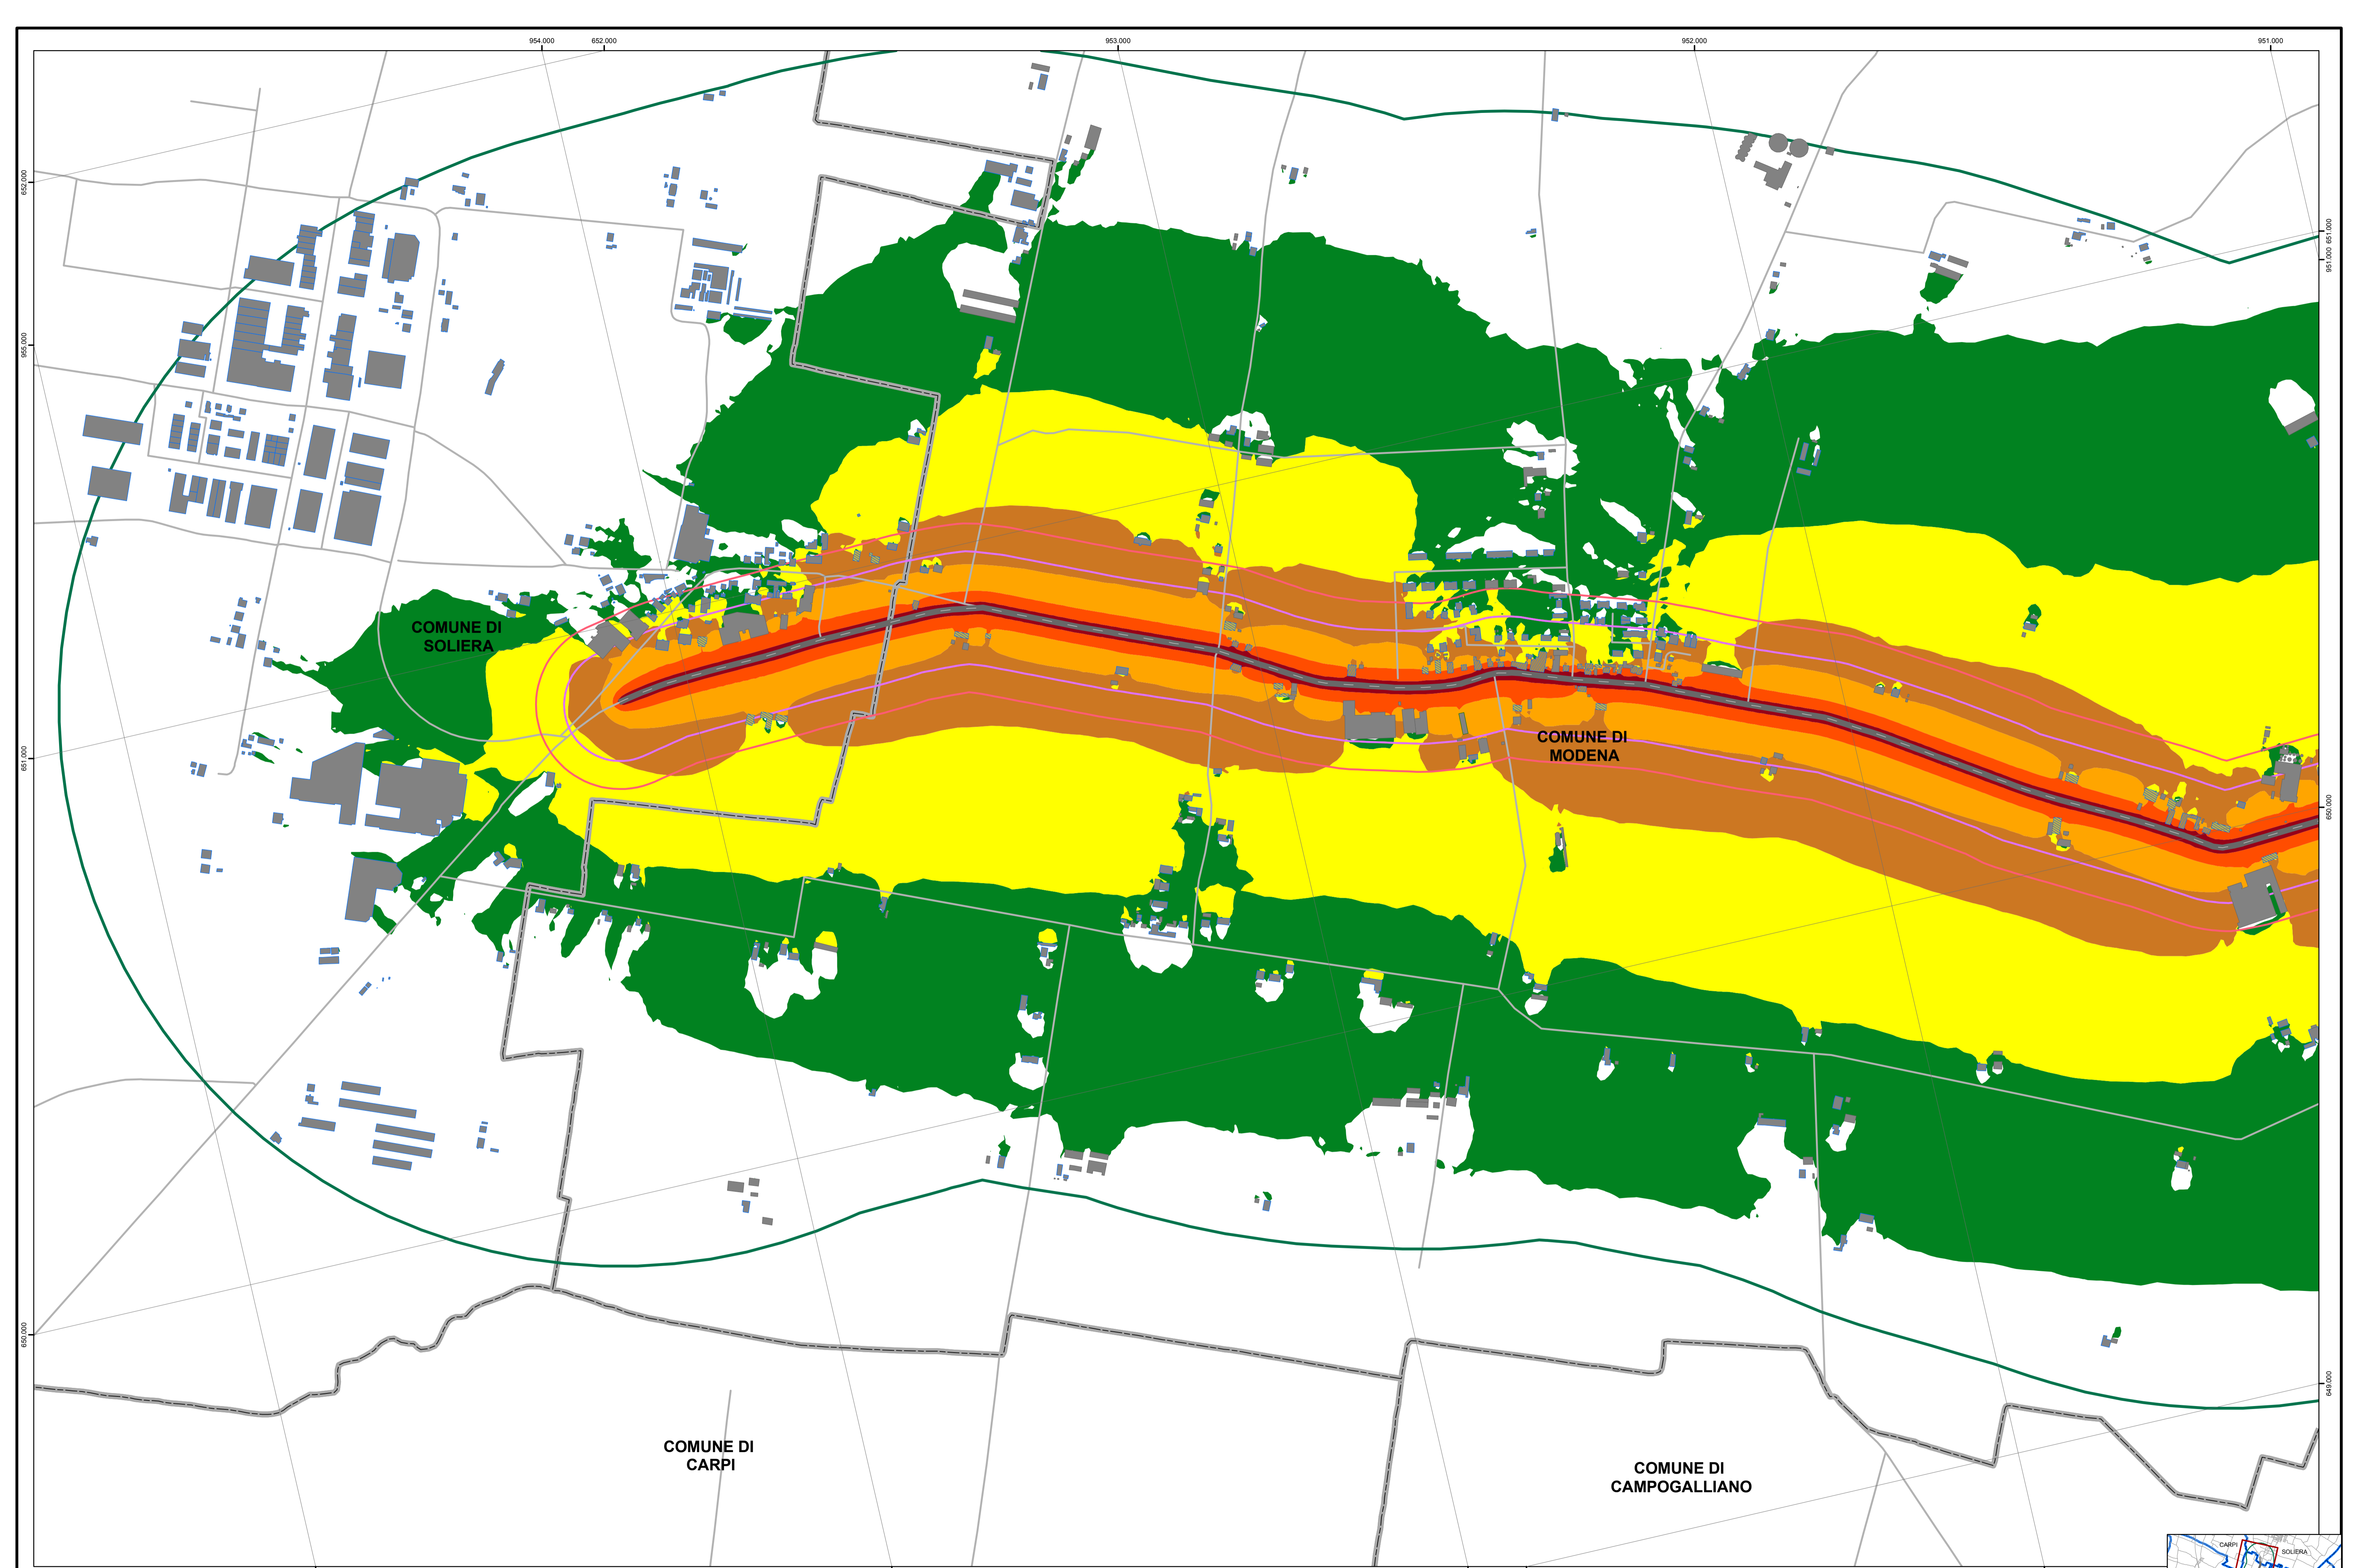 954.000
652.000
953.000
952.000
951.000
652.000
651.000
951.000
955.000
COMUNE DI
SOLIERA
COMUNE DI
MODENA
651.000
650.000
650.000
649.000
COMUNE DI
CARPI
COMUNE DI
CAMPOGALLIANO
CARPI
SOLIERA